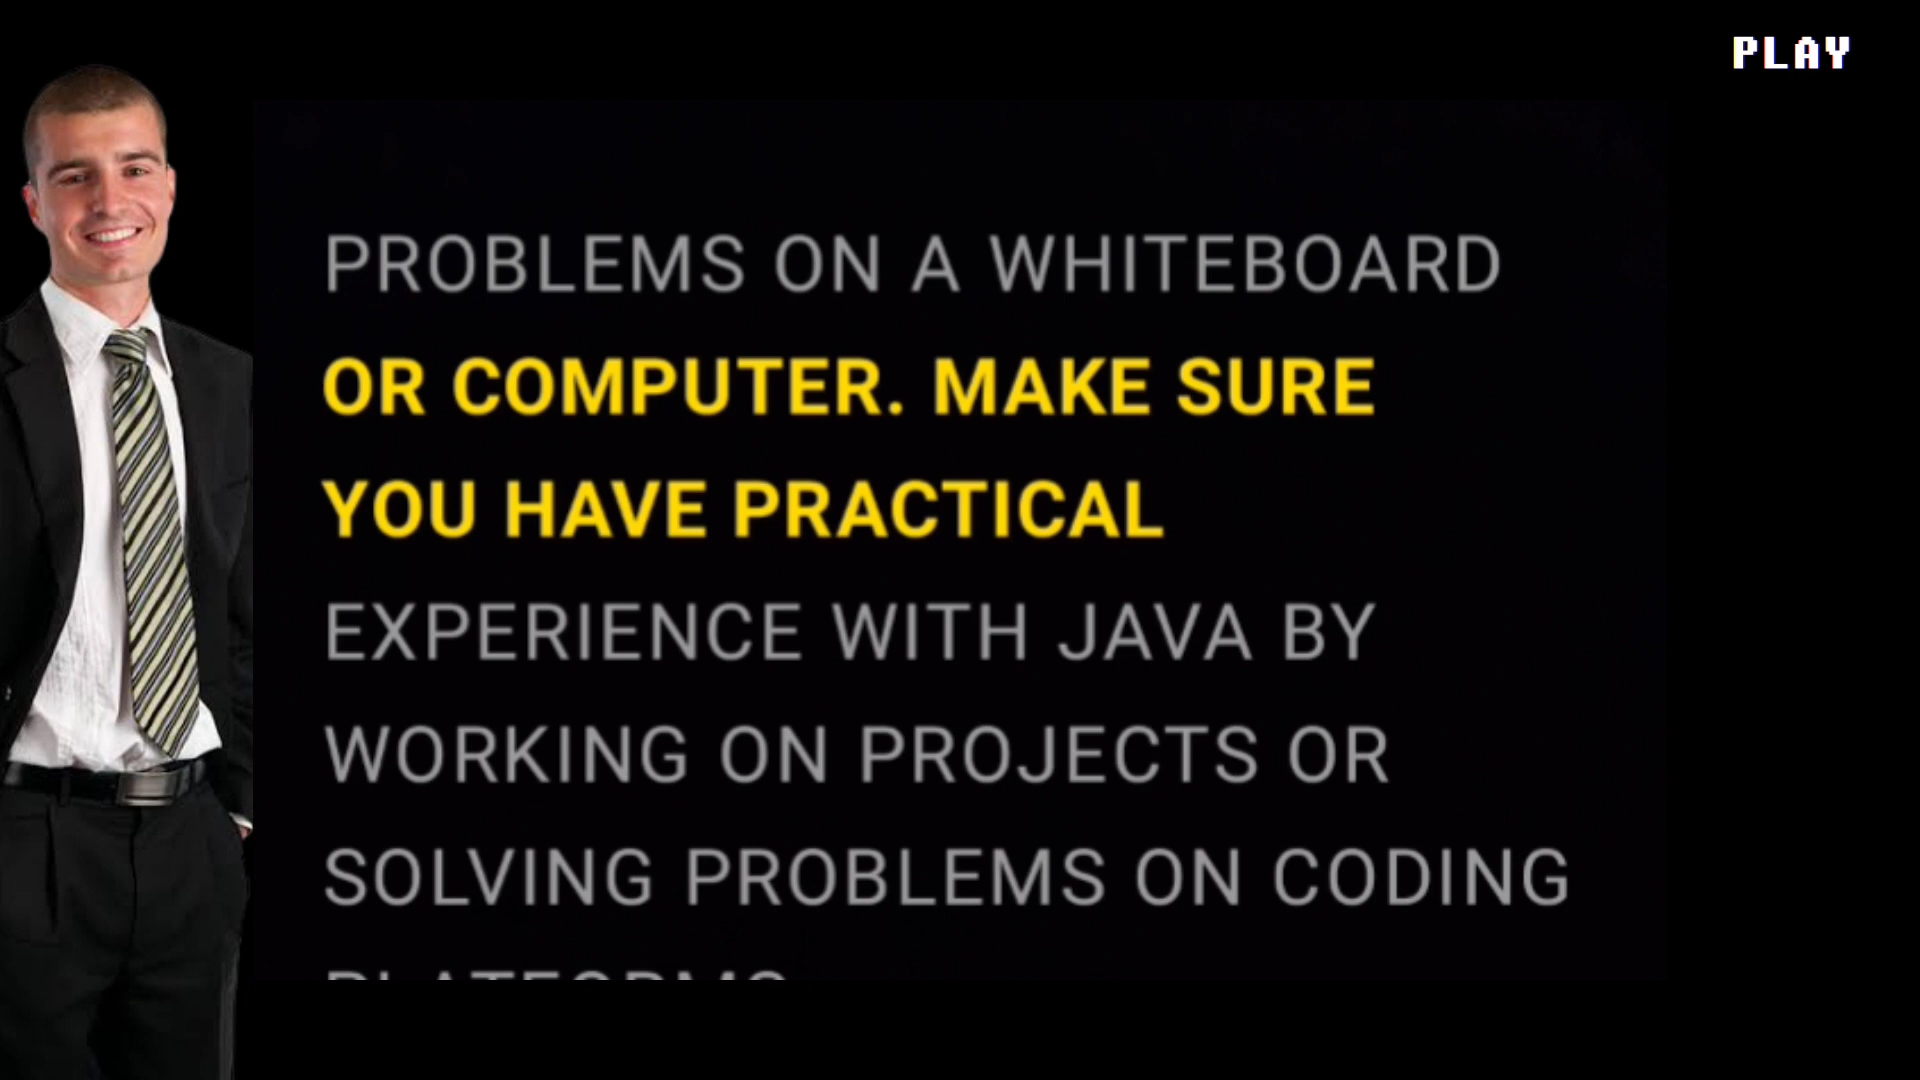 PLAY
PROBLEMS ON A WHITEBOARD
OR COMPUTER. MAKE SURE
YOU HAVE PRACTICAL
EXPERIENCE WITH JAVA BY
WORKING ON PROJECTS OR
SOLVING PROBLEMS ON CODING
PLATFORMS